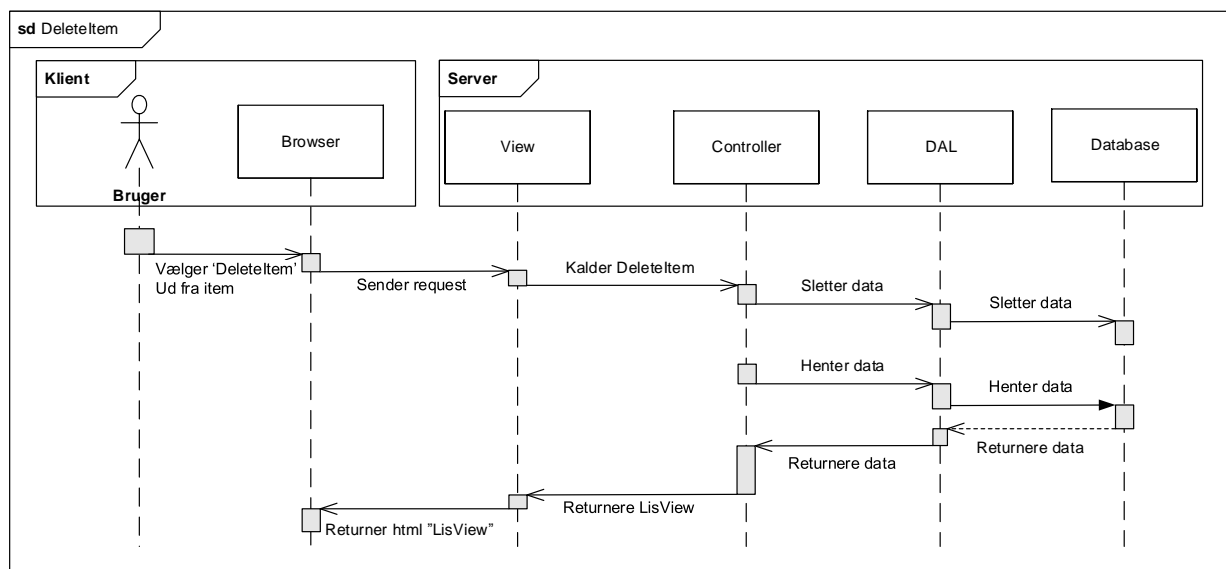 sd DeleteItem
Klient
Server
Bruger
Browser
View
Controller
DAL
Database
Vælger ‘DeleteItem’
Ud fra item
Sender request
Kalder DeleteItem
Sletter data
Sletter data
Henter data
Henter data
Returnere data
Returnere data
Returnere LisView
Returner html ”LisView”